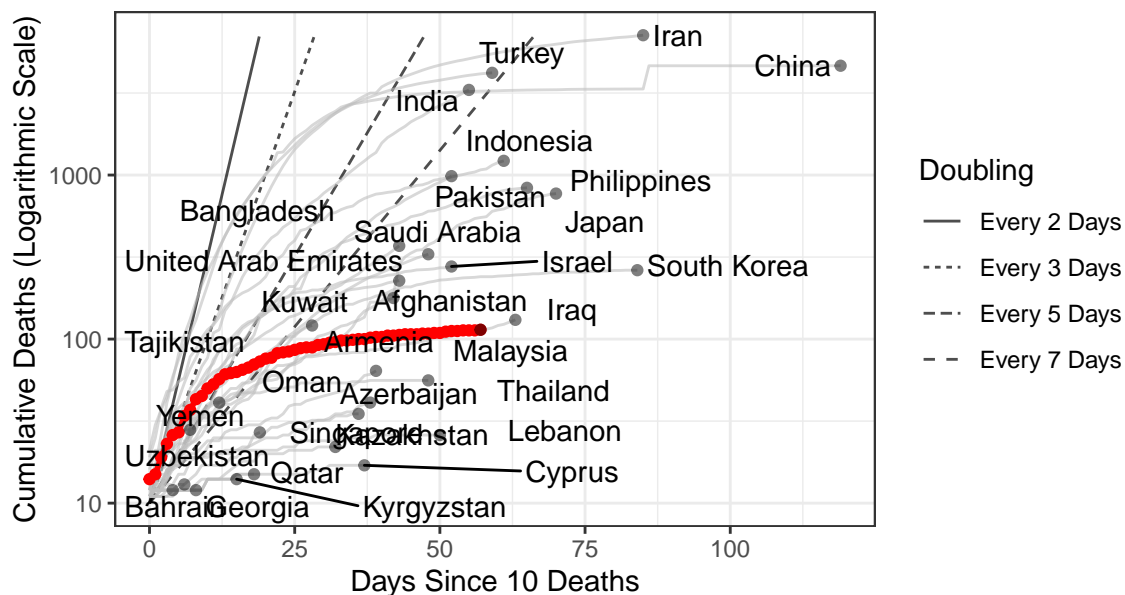 Cumulative Deaths (Logarithmic Scale)
1000
100
10
Iran
Turkey
China
India
Indonesia
Philippines
Pakistan
Bangladesh
Japan
Saudi Arabia
United Arab Emirates
Israel
South Korea
Kuwait
Afghanistan
Iraq
Tajikistan
Armenia
Malaysia
Oman
Azerbaijan
Thailand
Yemen
Singapore
Kazakhstan
Lebanon
Uzbekistan
Qatar
Cyprus
Bahrain
Georgia
Kyrgyzstan
0
25
50
75
100
Days Since 10 Deaths
Doubling
Every 2 Days
Every 3 Days
Every 5 Days
Every 7 Days